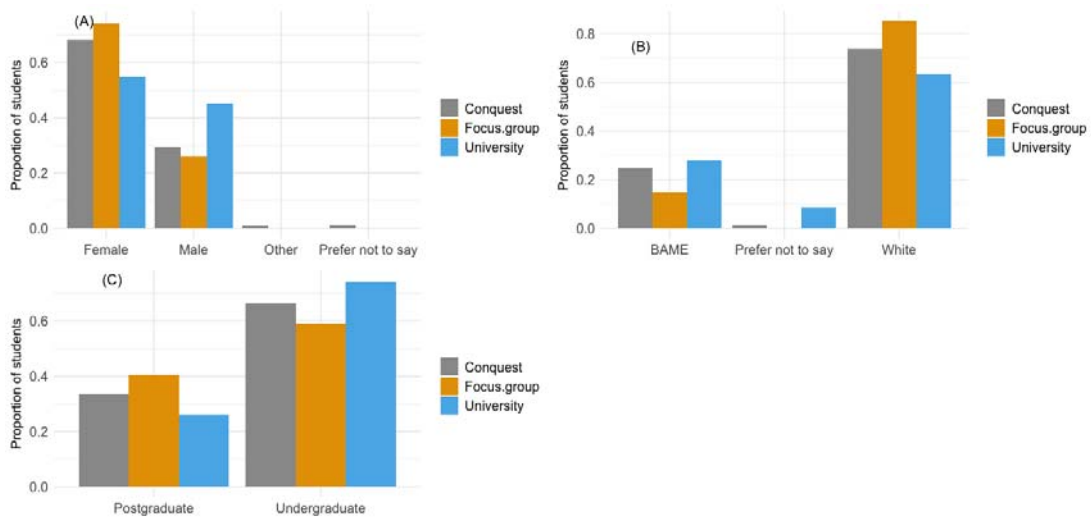 (A)
Proportion of students
0.6
0.4
0.2
0.0
Female Male Other Prefer not to say
Conquest
Focus.group
University
(B)
Proportion of students
0.8
0.6
0.4
0.2
0.0
BAME Prefer not to say White
Conquest
Focus.group
University
(C)
Proportion of students
0.6
0.4
0.2
0.0
Postgraduate Undergraduate
Conquest
Focus.group
University